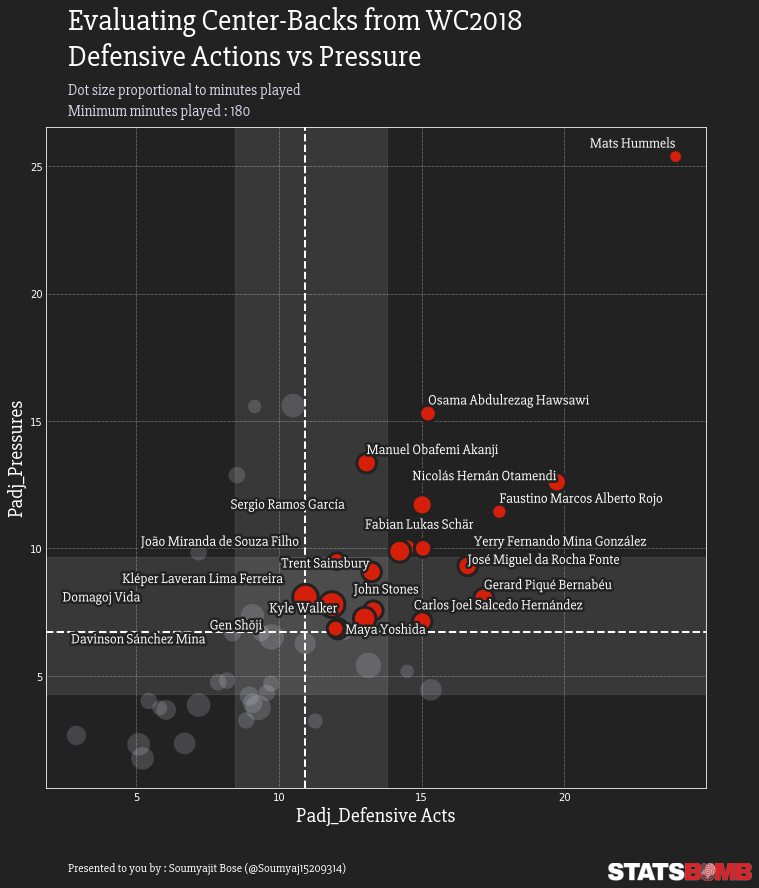 Evaluating Center-Backs from WC2018
Defensive Actions vs Pressure
Dot size proportional to minutes played
Minimum minutes played : 180
Mats Hummels
25
20
Osama Abdulrezag Hawsawi
15
Manuel Obafemi Akanji
Nicolás Hernán Otamendi
Faustino Marcos Alberto Rojo
Sergio Ramos García
Fabian Lukas Schär
João Miranda de Souza Filho
Yerry Fernando Mina González
10
Trent Sainsbury
José Miguel da Rocha Fonte
Kléper Laveran Lima Ferreira
Gerard Piqué Bernabéu
John Stones
Domagoj Vida
Kyle Walker
Carlos Joel Salcedo Hernández
Gen Shōji
Maya Yoshida
Davinson Sánchez Mina
5
Padj_Pressures
5
10
15
20
Padj_Defensive Acts
Presented to you by : Soumyajit Bose (@Soumyaj15209314)
STATSBOMB